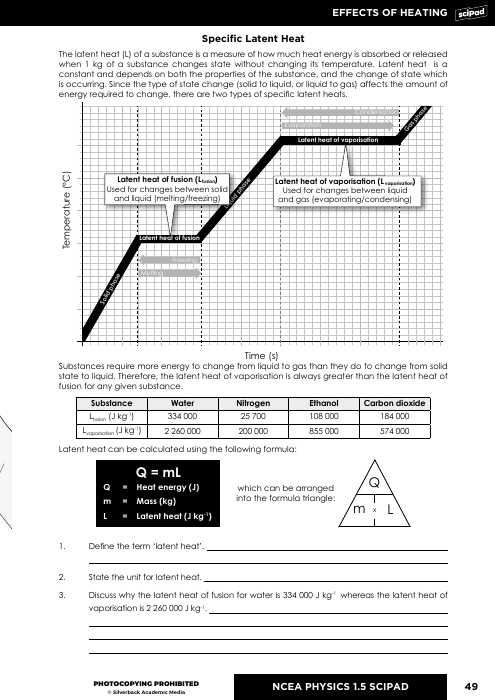 EFFECTS OF HEATING scipad
Specific Latent Heat
The latent heat (L) of a substance is a measure of how much heat energy is absorbed or released
when 1 kg of a substance changes state without changing its temperature. Latent heat is a
constant and depends on both the properties of the substance, and the change of state which
is occurring. Since the type of state change (solid to liquid, or liquid to gas) affects the amount of
energy required to change, there are two types of specific latent heats.
Temperature (°C)
Condensing
Evaporating
Gas phase
Latent heat of vaporisation
Latent heat of fusion (Lfusion)
Used for changes between solid
and liquid (melting/freezing)
Latent heat of vaporisation (Lvaporisation)
Used for changes between liquid
and gas (evaporating/condensing)
Liquid phase
Latent heat of fusion
Freezing
Melting
Solid phase
Time (s)
Substances require more energy to change from liquid to gas than they do to change from solid
state to liquid. Therefore, the latent heat of vaporisation is always greater than the latent heat of
fusion for any given substance.
Substance Water Nitrogen Ethanol Carbon dioxide
Lfusion (J kg⁻¹) 334 000 25 700 108 000 184 000
Lvaporisation (J kg⁻¹) 2 260 000 200 000 855 000 574 000
Latent heat can be calculated using the following formula:
Q = mL
Q = Heat energy (J)
m = Mass (kg)
L = Latent heat (J kg⁻¹)
which can be arranged
into the formula triangle:
Q
m x L
1. Define the term ‘latent heat’.
2. State the unit for latent heat.
3. Discuss why the latent heat of fusion for water is 334 000 J kg⁻¹ whereas the latent heat of
vaporisation is 2 260 000 J kg⁻¹.
PHOTOCOPYING PROHIBITED
© Silverback Academic Media
NCEA PHYSICS 1.5 SCIPAD
49